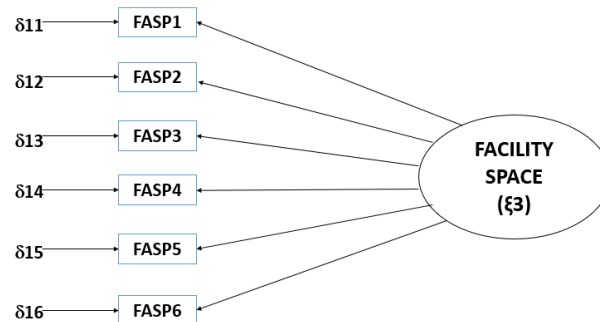 δ11 FASP1
δ12 FASP2
δ13 FASP3
δ14 FASP4
δ15 FASP5
δ16 FASP6
FACILITY
SPACE
(ξ3)